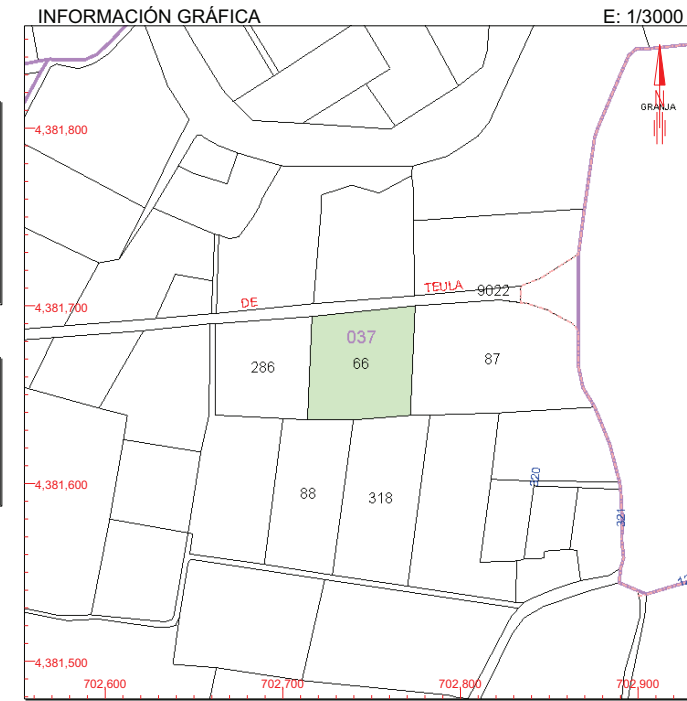 INFORMACIÓN GRÁFICA E: 1/3000
N
GRANJA
4,381,800
4,381,700
DE TEULA 9022
037
286 66 87
4,381,600
88 318
320
321
4,381,500
702,600 702,700 702,800 702,900